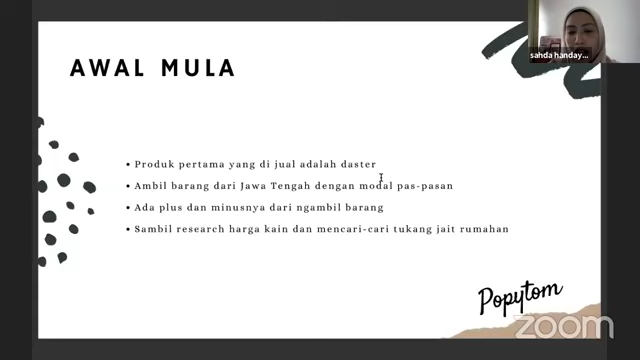 sahda handay...
AWAL MULA
• Produk pertama yang di jual adalah daster
• Ambil barang dari Jawa Tengah dengan modal pas-pasan
• Ada plus dan minusnya dari ngambil barang
• Sambil research harga kain dan mencari-cari tukang jait rumahan
Popytom
zoom